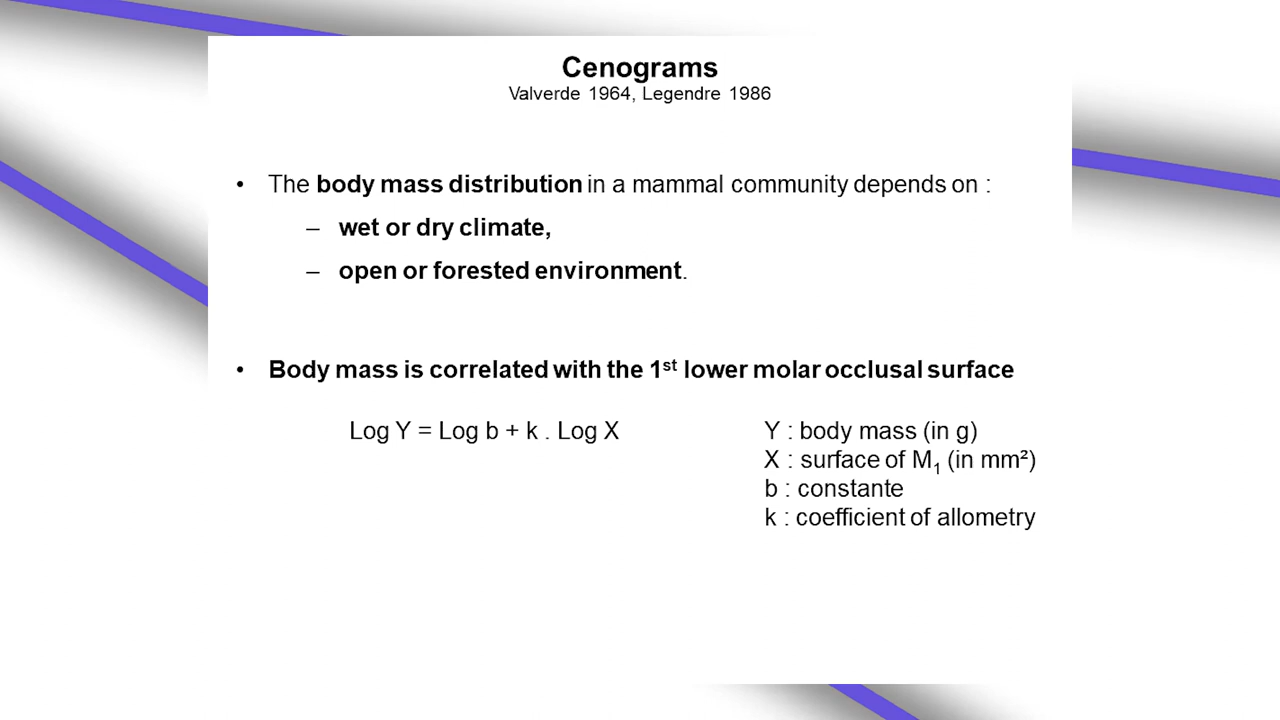 Cenograms
Valverde 1964, Legendre 1986
• The body mass distribution in a mammal community depends on :
– wet or dry climate,
– open or forested environment.
• Body mass is correlated with the 1st lower molar occlusal surface
Log Y = Log b + k . Log X
Y : body mass (in g)
X : surface of M1 (in mm²)
b : constante
k : coefficient of allometry